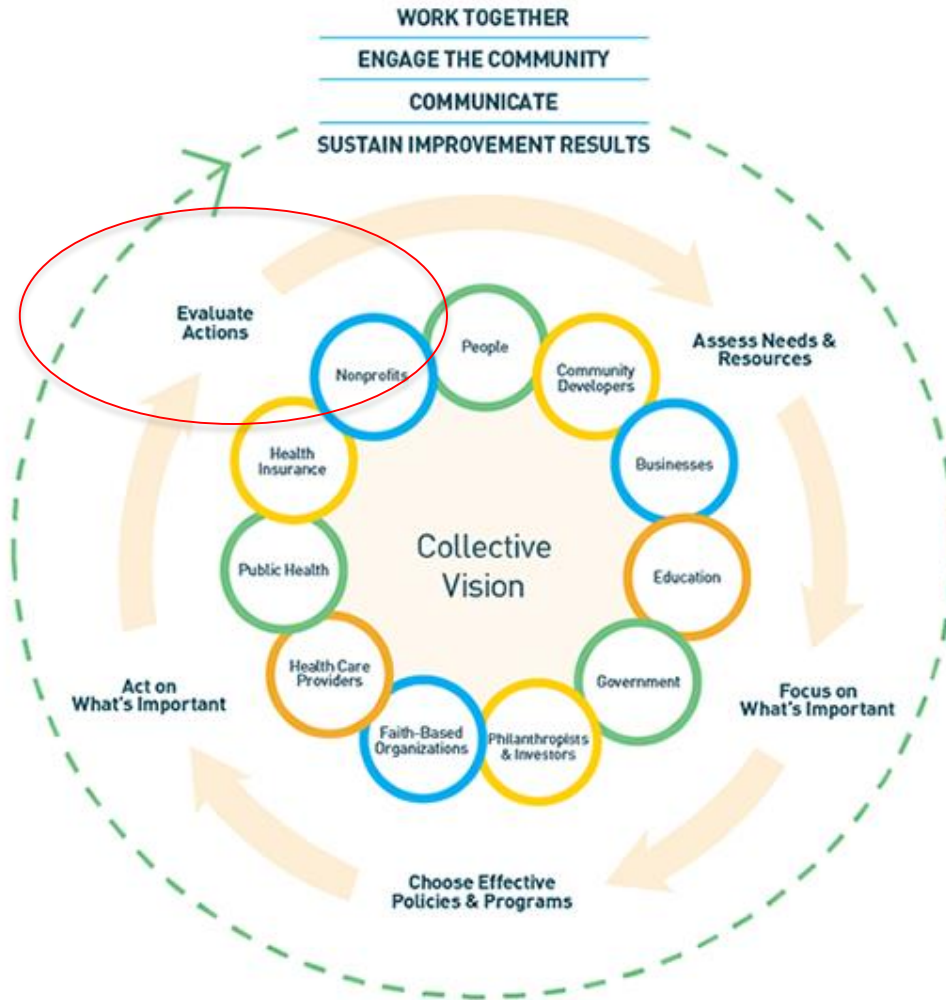 WORK TOGETHER
ENGAGE THE COMMUNITY
COMMUNICATE
SUSTAIN IMPROVEMENT RESULTS
Evaluate
Actions
Assess Needs &
Resources
Focus on
What's Important
Choose Effective
Policies & Programs
Act on
What's Important
People
Community
Developers
Businesses
Education
Government
Philanthropists
& Investors
Faith-Based
Organizations
Health Care
Providers
Public Health
Health
Insurance
Nonprofits
Collective
Vision